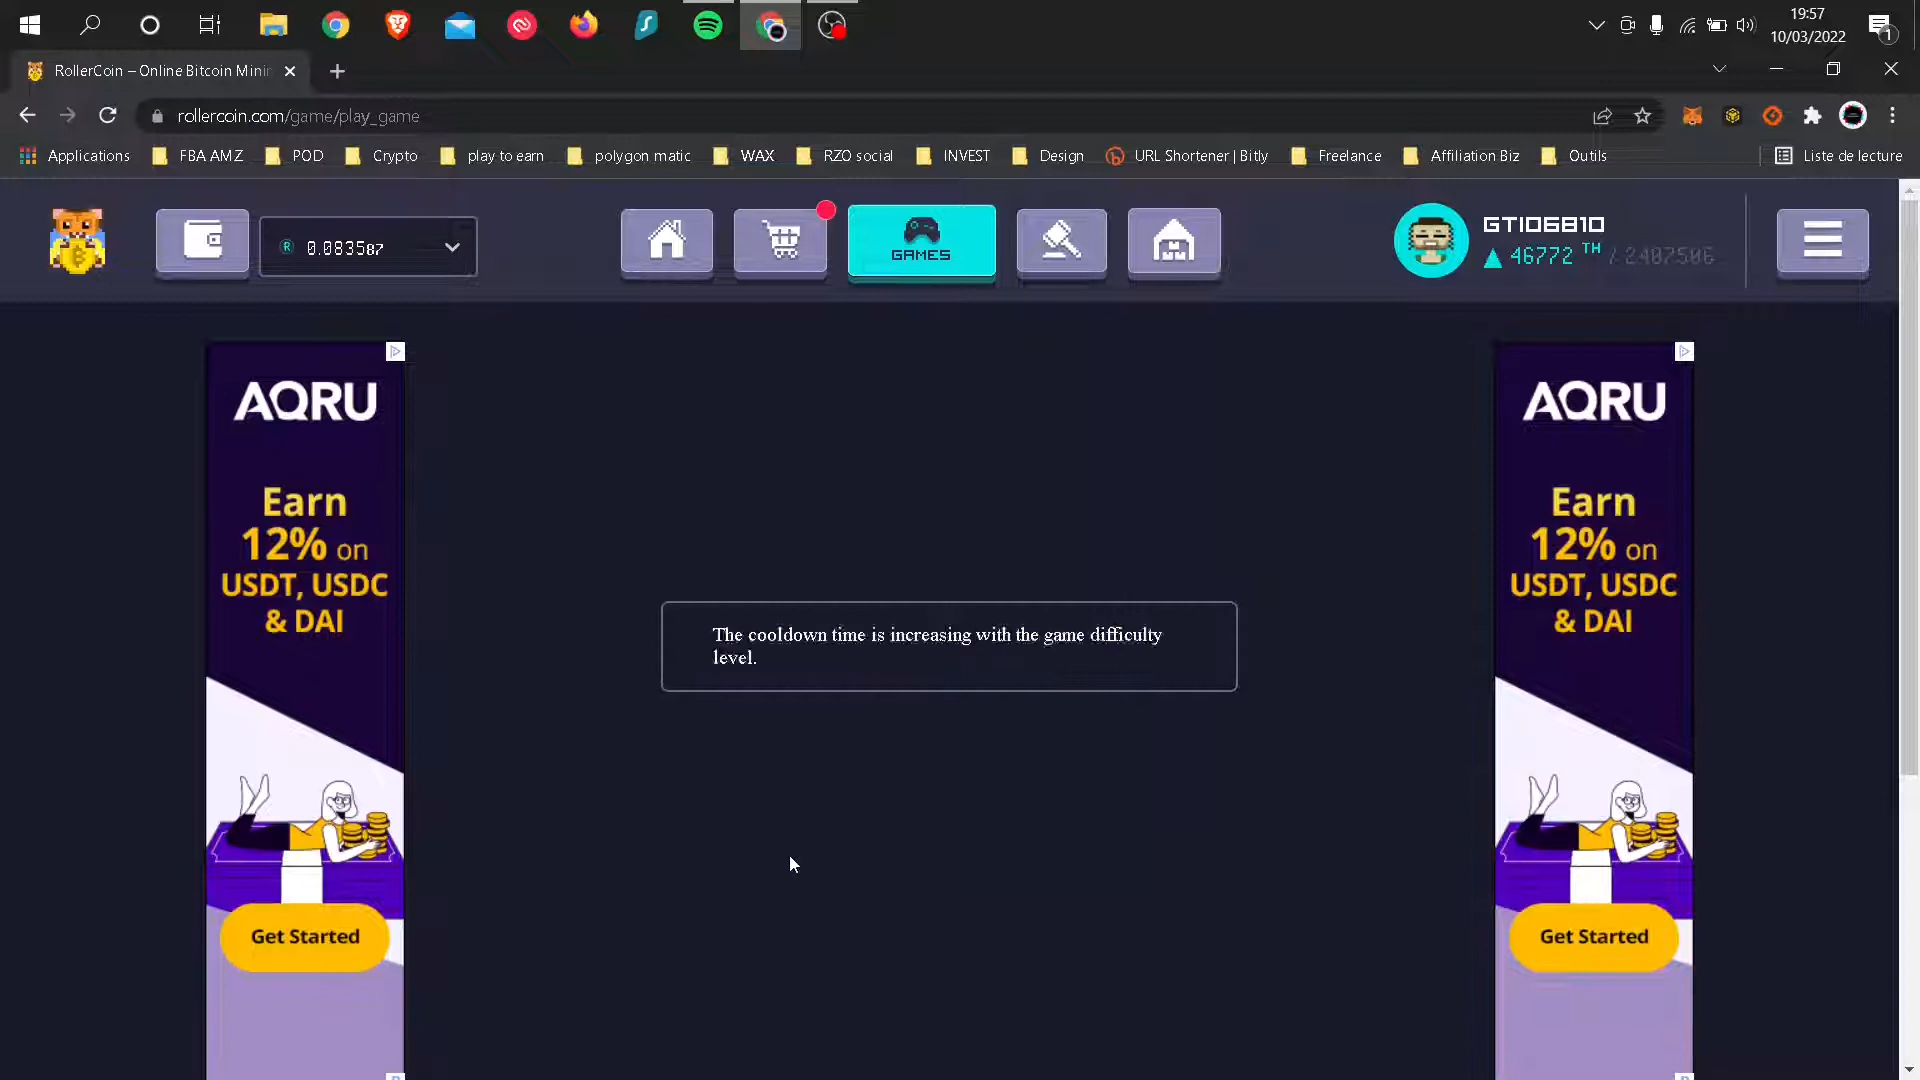 19:57
10/03/2022
1
RollerCoin – Online Bitcoin Minin
rollercoin.com/game/play_game
Applications FBA AMZ POD Crypto play to earn polygon matic WAX RZO social INVEST Design URL Shortener | Bitly Freelance Affiliation Biz Outils Liste de lecture
R 0.083587
GAMES
GTI06810
46772 TH / 2487506
AQRU
Earn
12% on
USDT, USDC
& DAI
Get Started
The cooldown time is increasing with the game difficulty
level.
AQRU
Earn
12% on
USDT, USDC
& DAI
Get Started